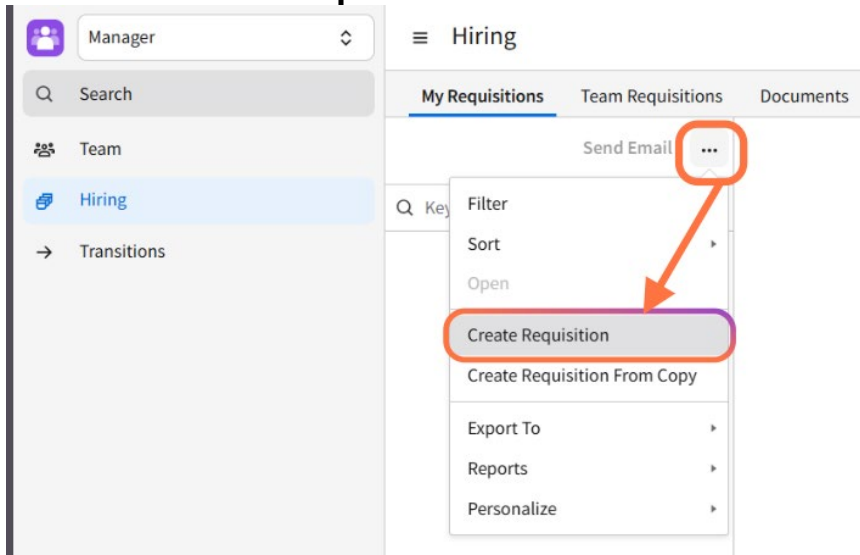 Manager
Hiring
Search
My Requisitions Team Requisitions Documents
Team
Send Email ...
Hiring
Key
Filter
Transitions
Sort
Open
Create Requisition
Create Requisition From Copy
Export To
Reports
Personalize